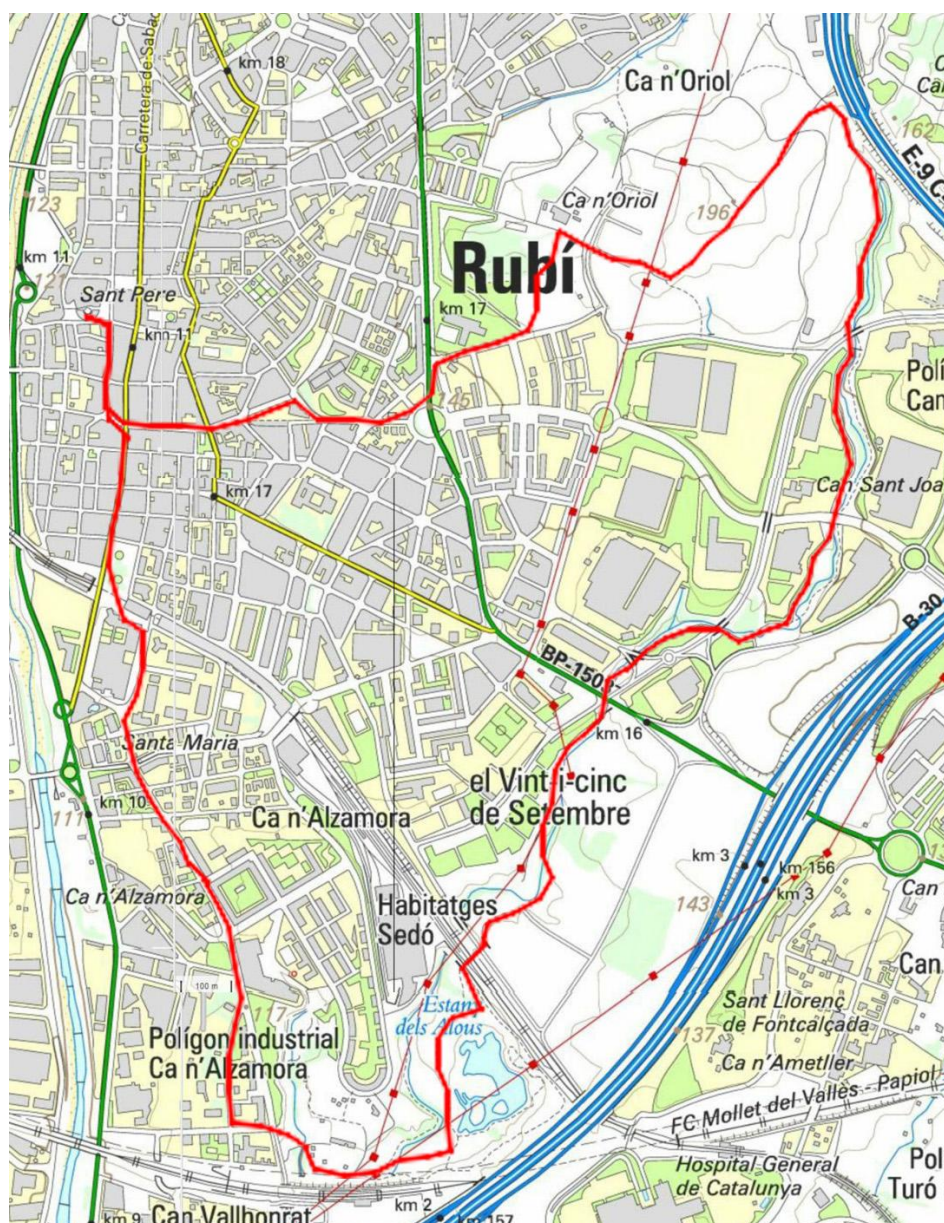 Carretera de Sabad
km 18
Ca n'Oriol
162
E-9 C
123
Ca n'Oriol
196
km 11
121
Rubí
Sant Pere
km 17
km 11
Polí
Can
145
km 17
Can Sant Joa
B-30
BP-1503
Santa Maria
km 16
el Vint-i-cinc
de Setembre
km 10
111
Ca n'Alzamora
km 3
km 156
km 3
Ca n'Alzamora
Habitatges
Sedó
143
Can
Can
100 m
117
Estany
dels Alous
Sant Llorenç
de Fontcalçada
137
Polígon industrial
Ca n'Alzamora
Ca n'Ametller
FC Mollet del Vallès - Papiol
Hospital General
de Catalunya
Pol
Turó
km 2
km 9
Can Vallhonrat
km 157